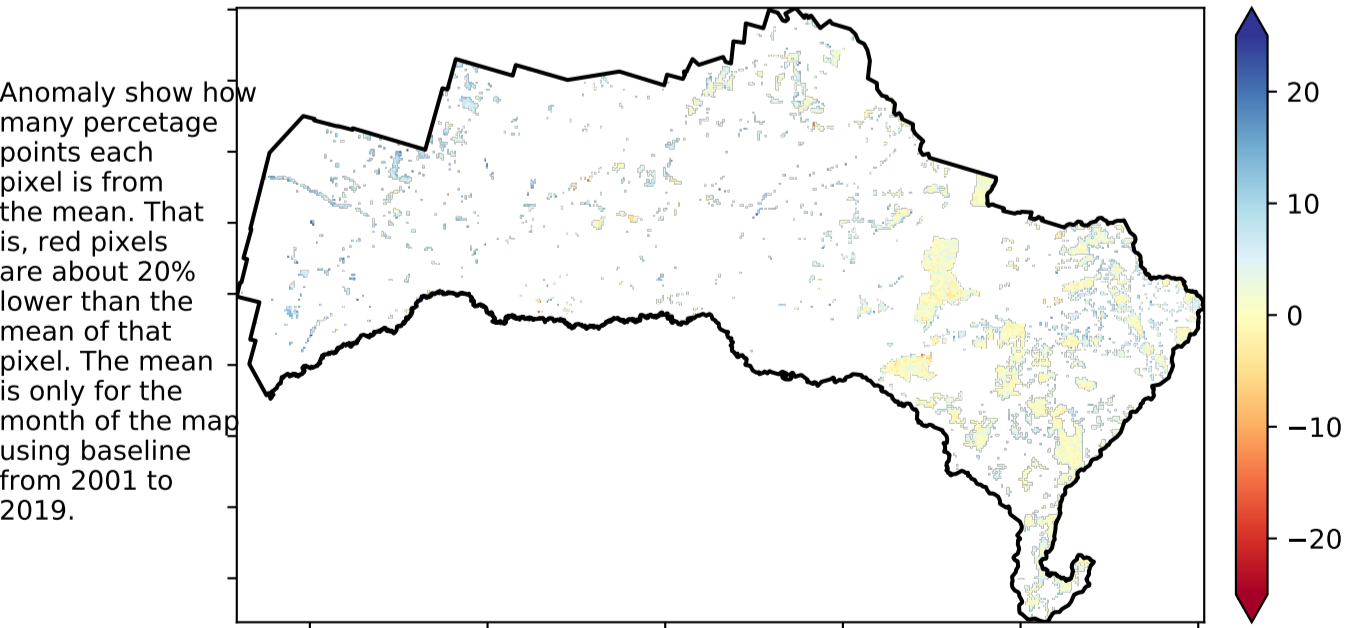 Anomaly show how
many percetage
points each
pixel is from
the mean. That
is, red pixels
are about 20%
lower than the
mean of that
pixel. The mean
is only for the
month of the map
using baseline
from 2001 to
2019.
20
10
0
−10
−20